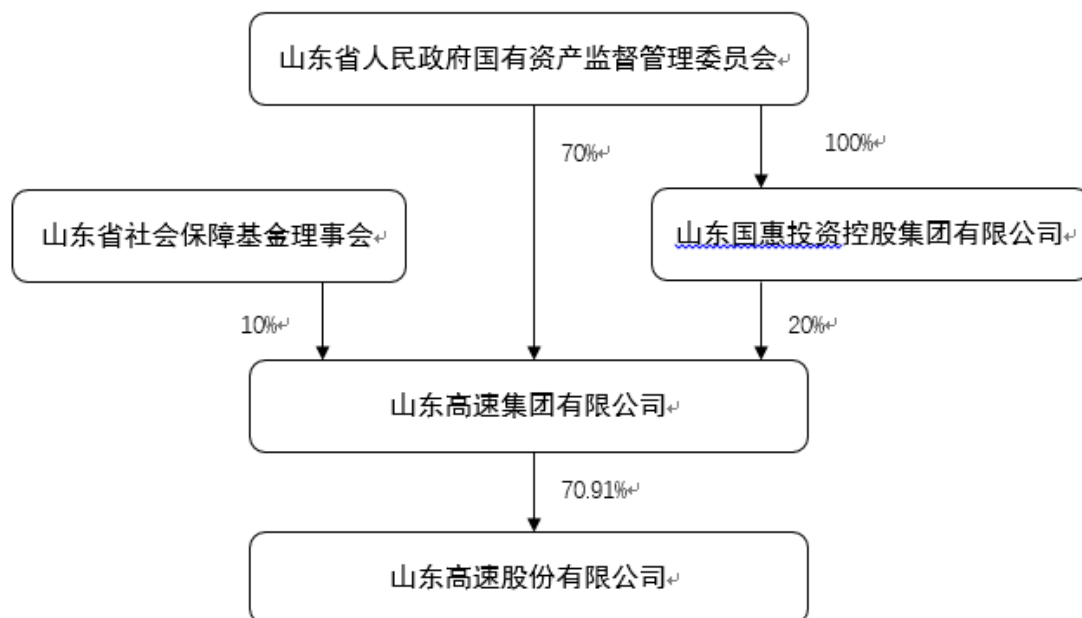 山东省人民政府国有资产监督管理委员会
70%
100%
山东省社会保障基金理事会
山东国惠投资控股集团有限公司
10%
20%
山东高速集团有限公司
70.91%
山东高速股份有限公司